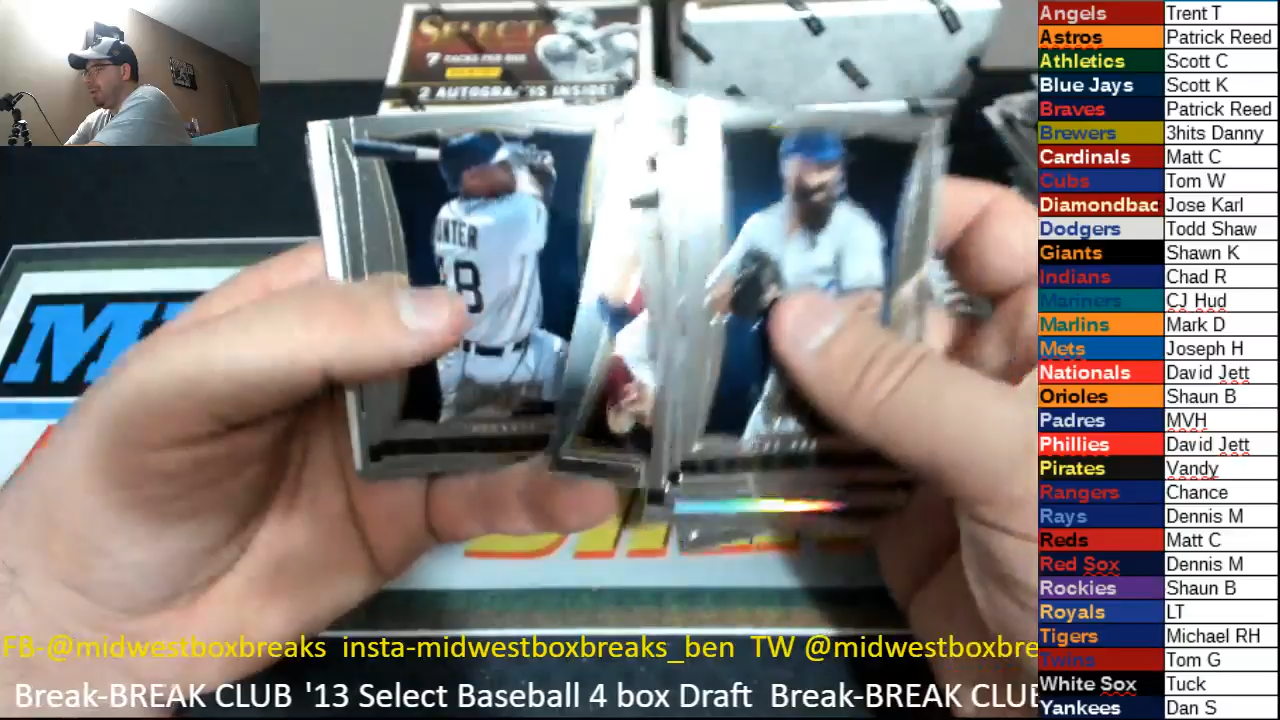 SELECT
7 PACKS PER BOX
2 AUTOGRAPHS INSIDE!
48
Angels Trent T
Astros Patrick Reed
Athletics Scott C
Blue Jays Scott K
Braves Patrick Reed
Brewers 3hits Danny
Cardinals Matt C
Cubs Tom W
Diamondbac Jose Karl
Dodgers Todd Shaw
Giants Shawn K
Indians Chad R
Mariners CJ Hud
Marlins Mark D
Mets Joseph H
Nationals David Jett
Orioles Shaun B
Padres MVH
Phillies David Jett
Pirates Vandy
Rangers Chance
Rays Dennis M
Reds Matt C
Red Sox Dennis M
Rockies Shaun B
Royals LT
Tigers Michael RH
Twins Tom G
White Sox Tuck
Yankees Dan S
FB-@midwestboxbreaks insta-midwestboxbreaks_ben TW @midwestboxbre
Break-BREAK CLUB '13 Select Baseball 4 box Draft Break-BREAK CLUB